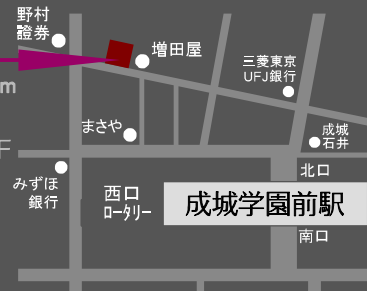 野村
證券
増田屋
三菱東京
UFJ銀行
m
まさや
成城
石井
F
みずほ
銀行
西口
ロータリー
北口
成城学園前駅
南口